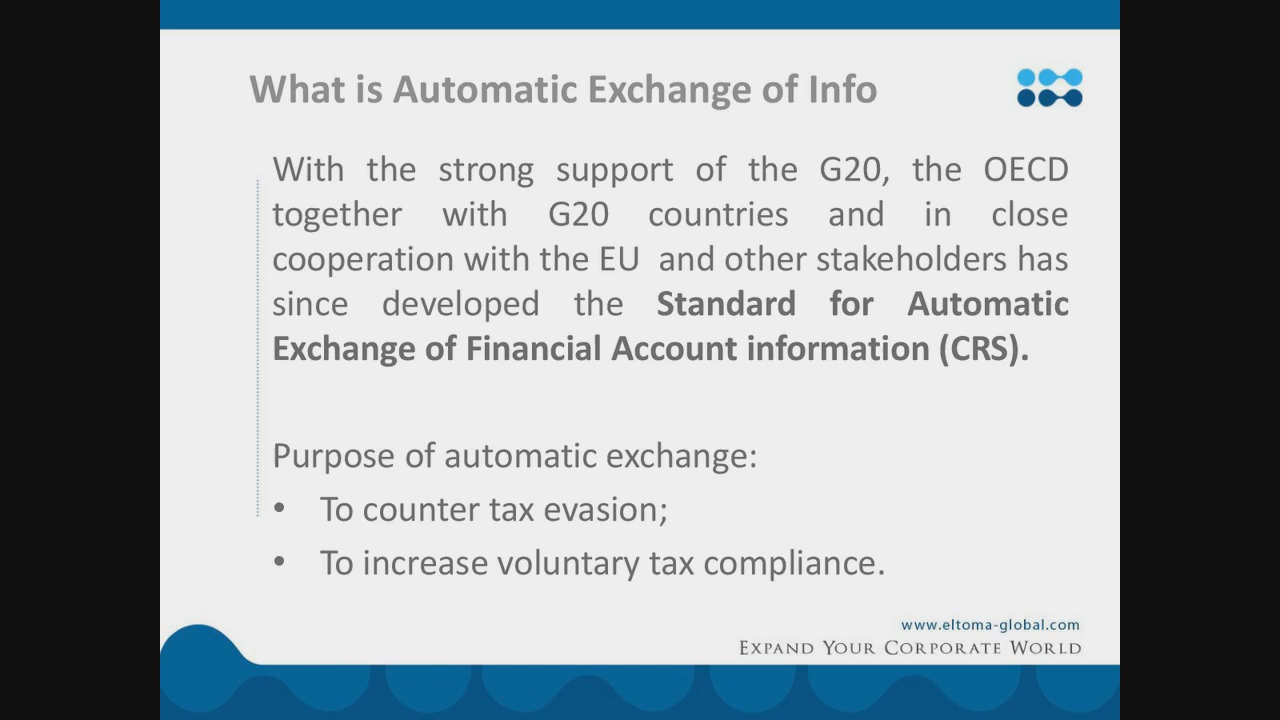 What is Automatic Exchange of Info
With the strong support of the G20, the OECD
together with G20 countries and in close
cooperation with the EU and other stakeholders has
since developed the Standard for Automatic
Exchange of Financial Account information (CRS).
Purpose of automatic exchange:
• To counter tax evasion;
• To increase voluntary tax compliance.
www.eltoma-global.com
Expand Your Corporate World